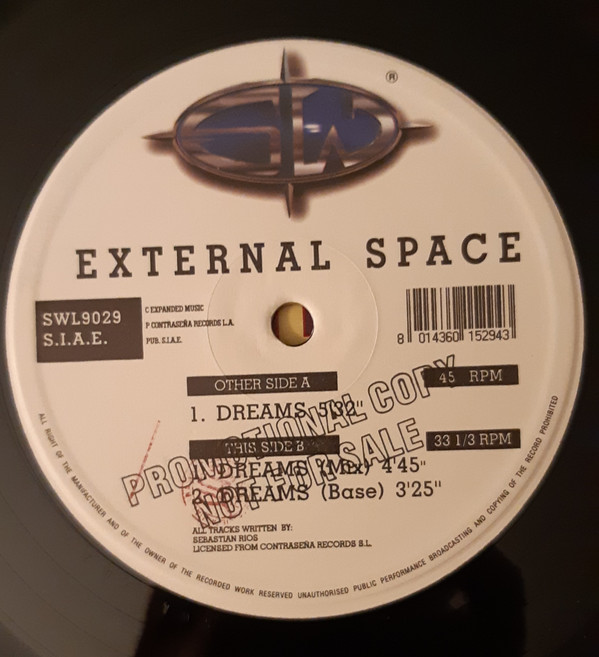 ®
EXTERNAL SPACE
SWL9029
S.I.A.E.
C EXPANDED MUSIC
P CONTRASEÑA RECORDS L.A.
PUB. S.I.A.E.
8 014360 152943
OTHER SIDE A
45 RPM
1. DREAMS 5'32"
THIS SIDE B
33 1/3 RPM
1. DREAMS (Mix) 4'45"
2. DREAMS (Base) 3'25"
PROMOTIONAL COPY
NOT FOR SALE
ALL TRACKS WRITTEN BY:
SEBASTIAN RIOS
LICENSED FROM CONTRASEÑA RECORDS S.L.
ALL RIGHT OF THE MANUFACTURER AND OF THE OWNER OF THE RECORDED WORK RESERVED UNAUTHORISED PUBLIC PERFORMANCE BROADCASTING AND COPYING OF THE RECORD PROHIBITED